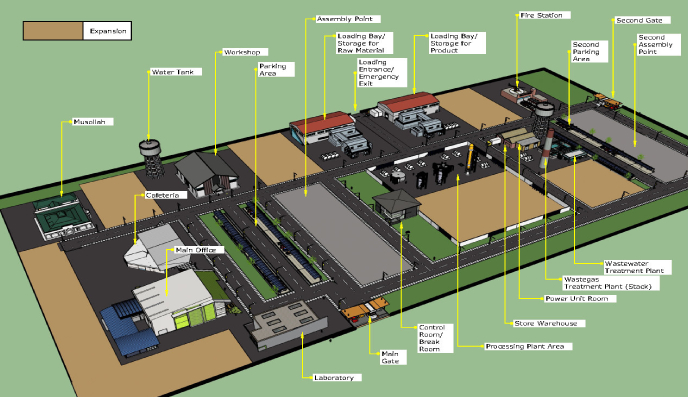 Expansion
Assembly Point
Loading Bay/
Storage for
Raw Material
Loading Bay/
Storage for
Product
Fire Station
Second Gate
Second
Parking
Area
Second
Assembly
Point
Workshop
Parking
Area
Loading
Entrance/
Emergency
Exit
Water Tank
Musollah
Cafeteria
Main Office
Wastewater
Treatment Plant
Wastegas
Treatment Plant (Stack)
Power Unit Room
Store Warehouse
Processing Plant Area
Control
Room/
Break
Room
Main
Gate
Laboratory